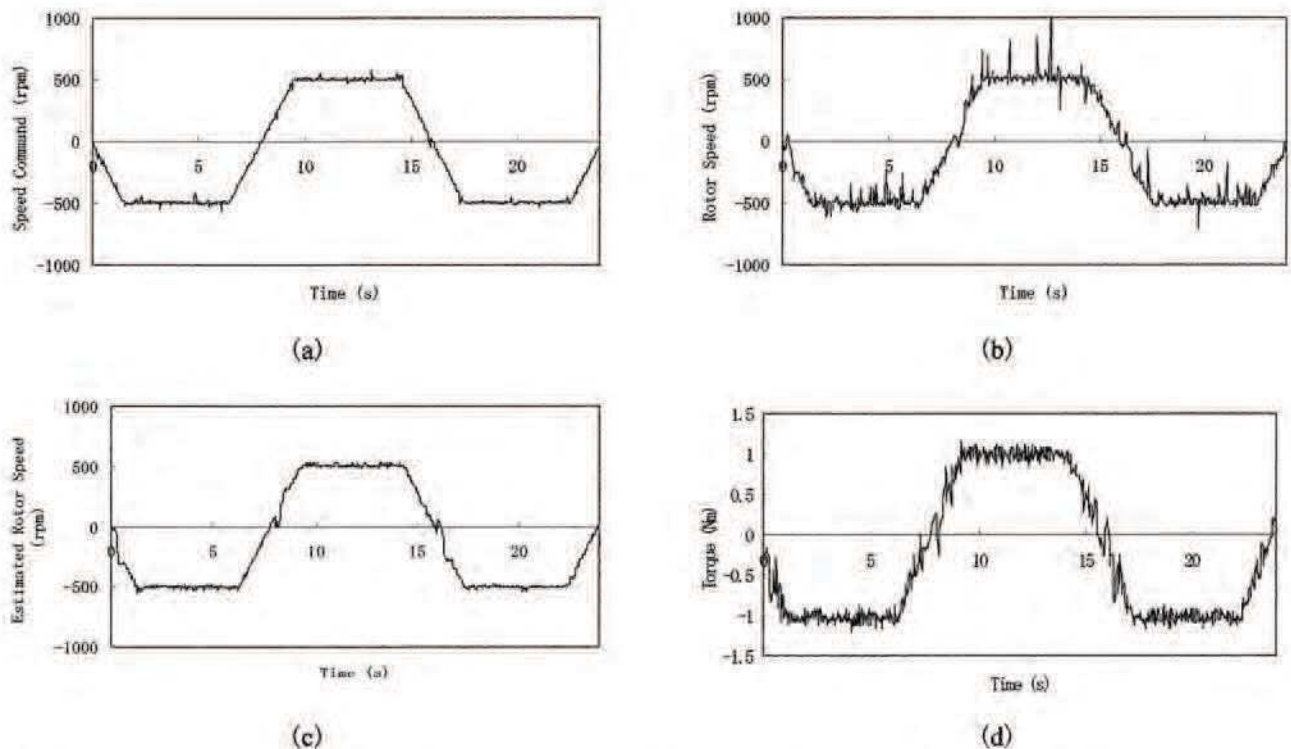 Speed Command (rpm)
1000
500
0
-500
-1000
0 5 10 15 20
Time (s)
(a)
Rotor Speed (rpm)
1000
500
0
-500
-1000
0 5 10 15 20
Time (s)
(b)
Estimated Rotor Speed
(rpm)
1000
500
0
-500
-1000
0 5 10 15 20
Time (s)
(c)
Torque (Nm)
1.5
1
0.5
0
-0.5
-1
-1.5
5 10 15 20
Time (s)
(d)